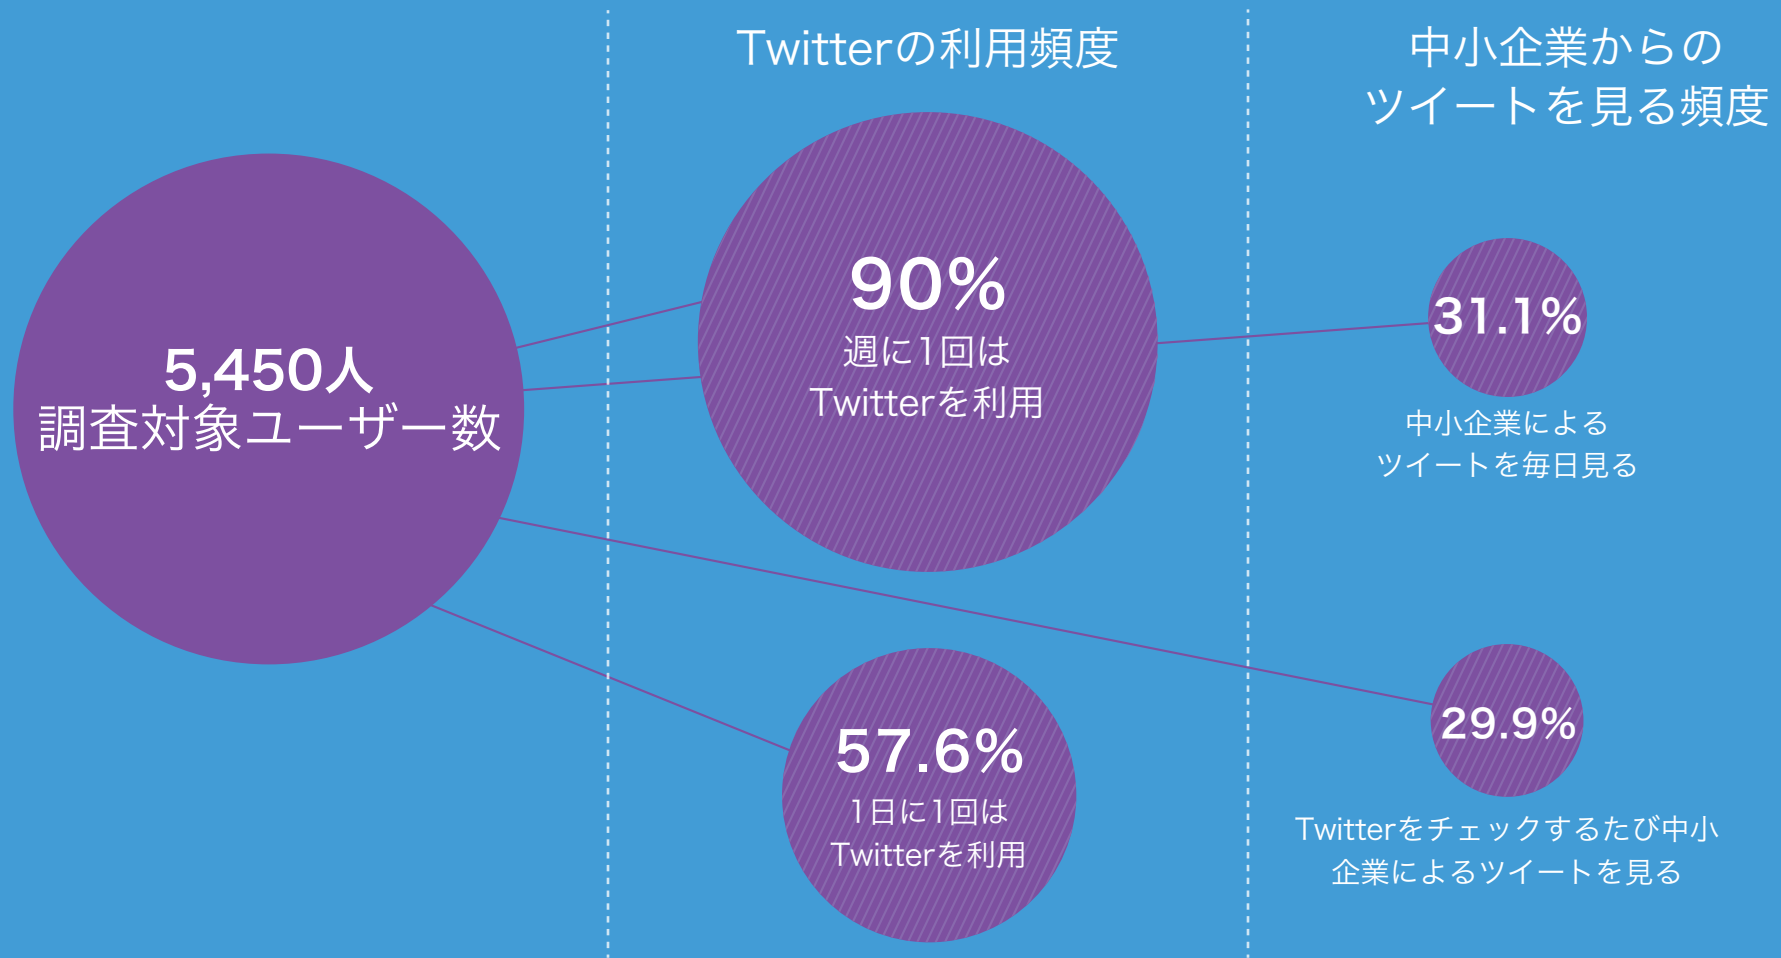 5,450人
調査対象ユーザー数
Twitterの利用頻度
90%
週に1回は
Twitterを利用
57.6%
1日に1回は
Twitterを利用
中小企業からの
ツイートを見る頻度
31.1%
中小企業による
ツイートを毎日見る
29.9%
Twitterをチェックするたび中小
企業によるツイートを見る